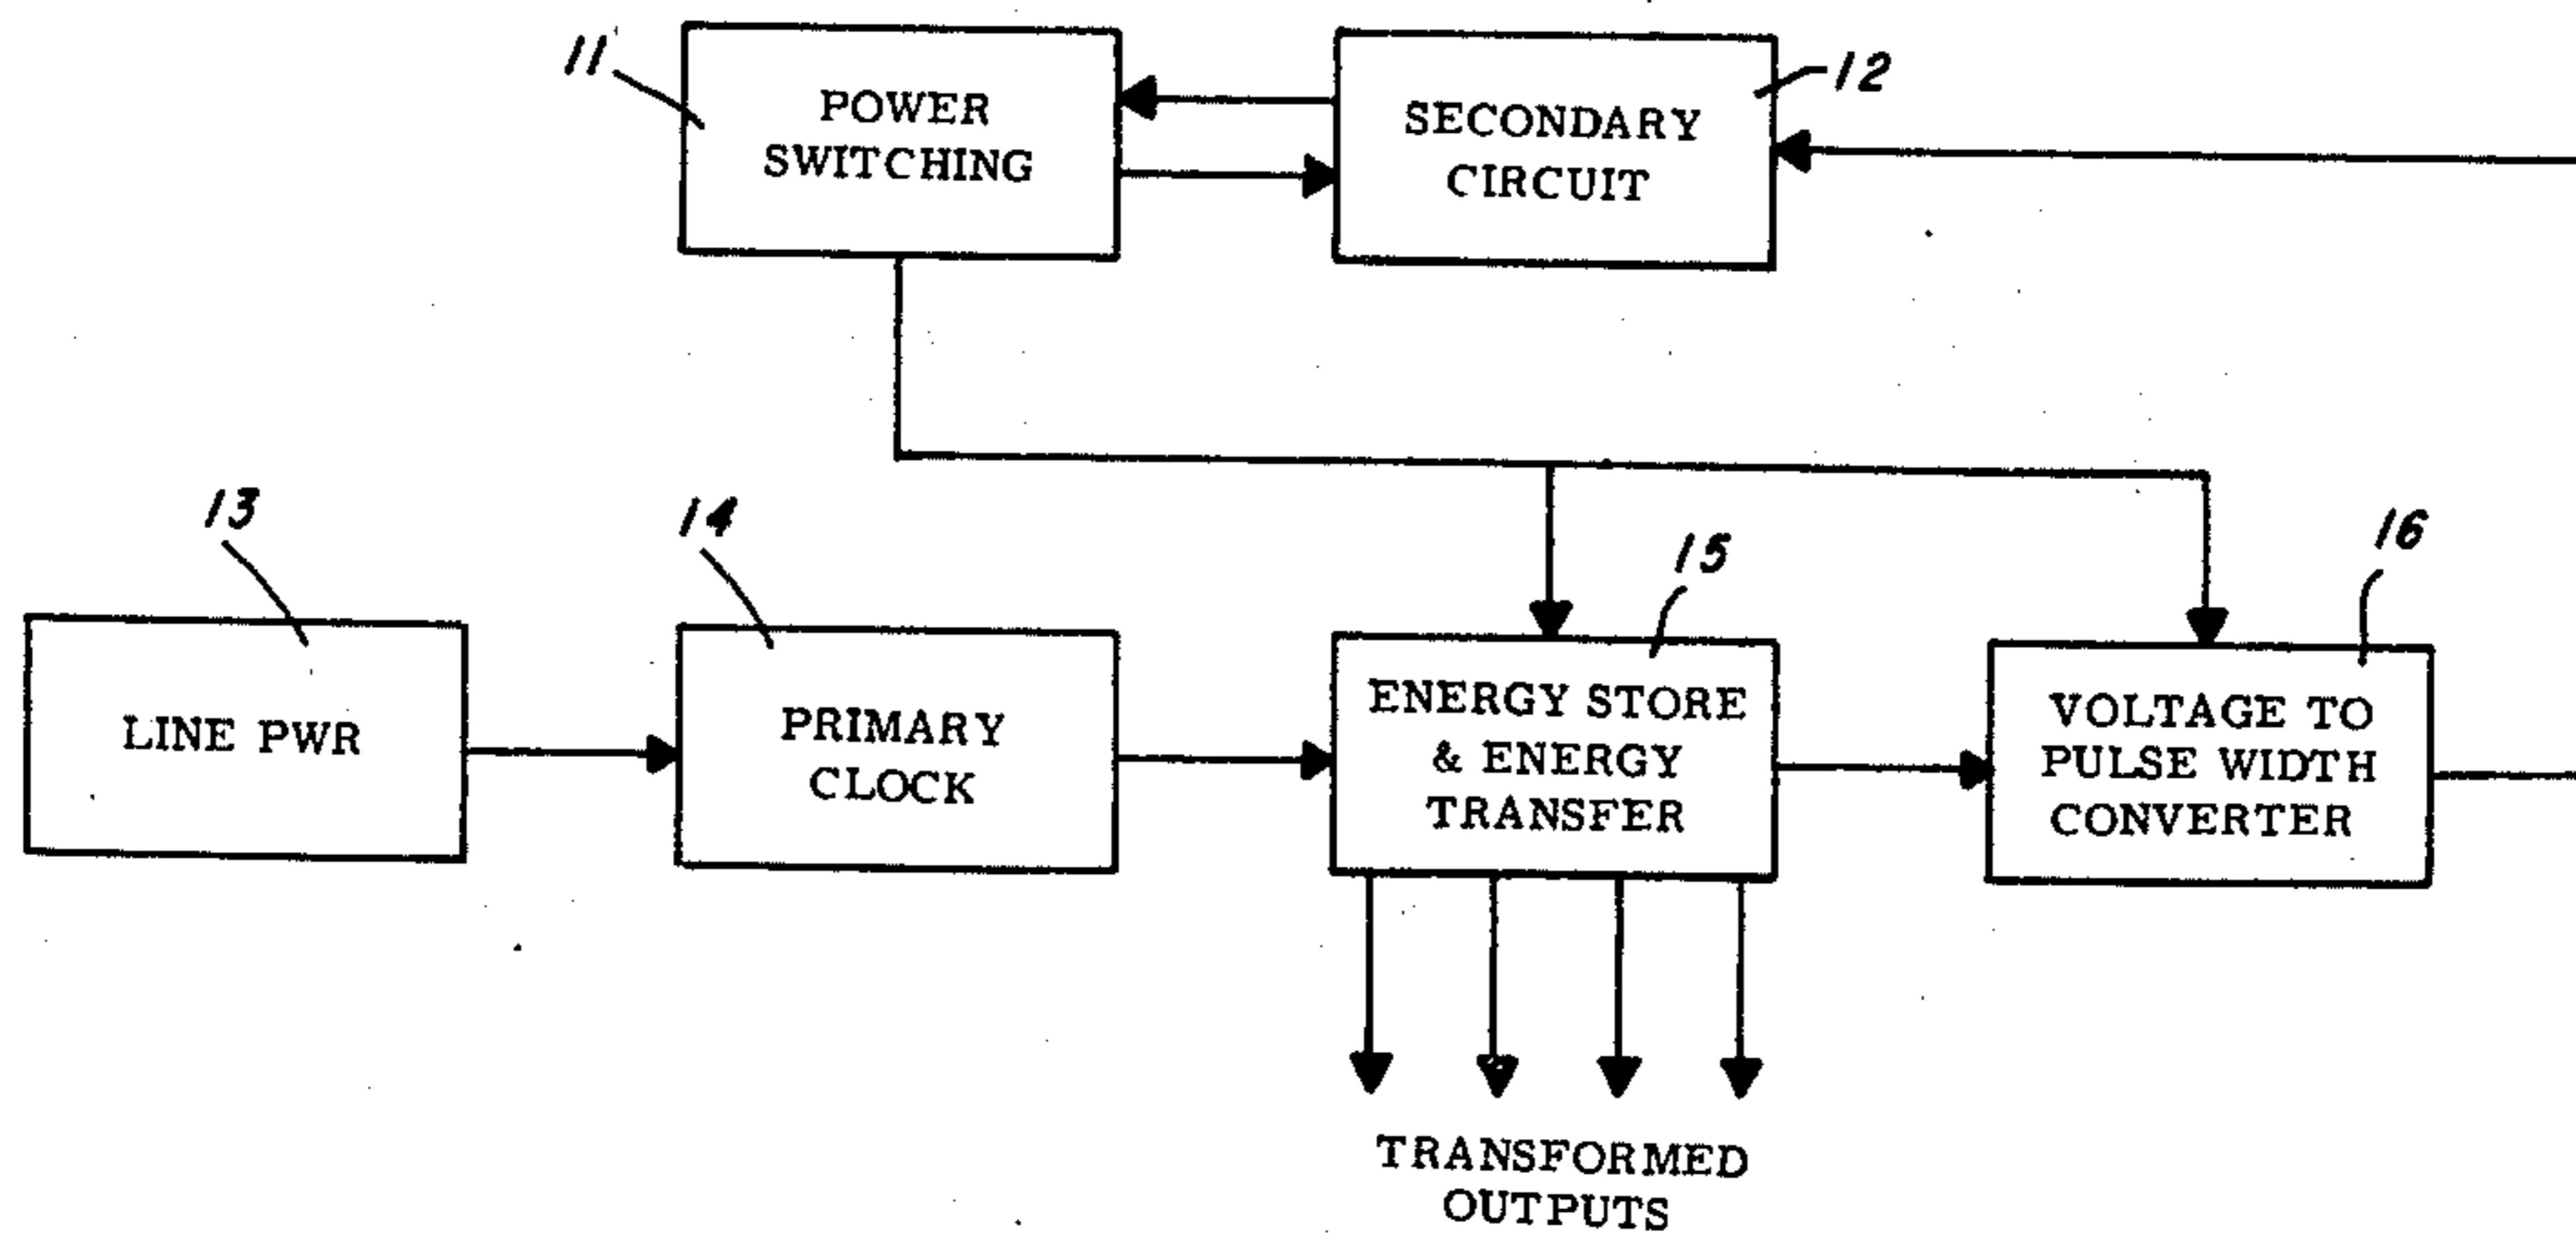 11
POWER
SWITCHING
12
SECONDARY
CIRCUIT
13
LINE PWR
14
PRIMARY
CLOCK
15
ENERGY STORE
& ENERGY
TRANSFER
16
VOLTAGE TO
PULSE WIDTH
CONVERTER
TRANSFORMED
OUTPUTS